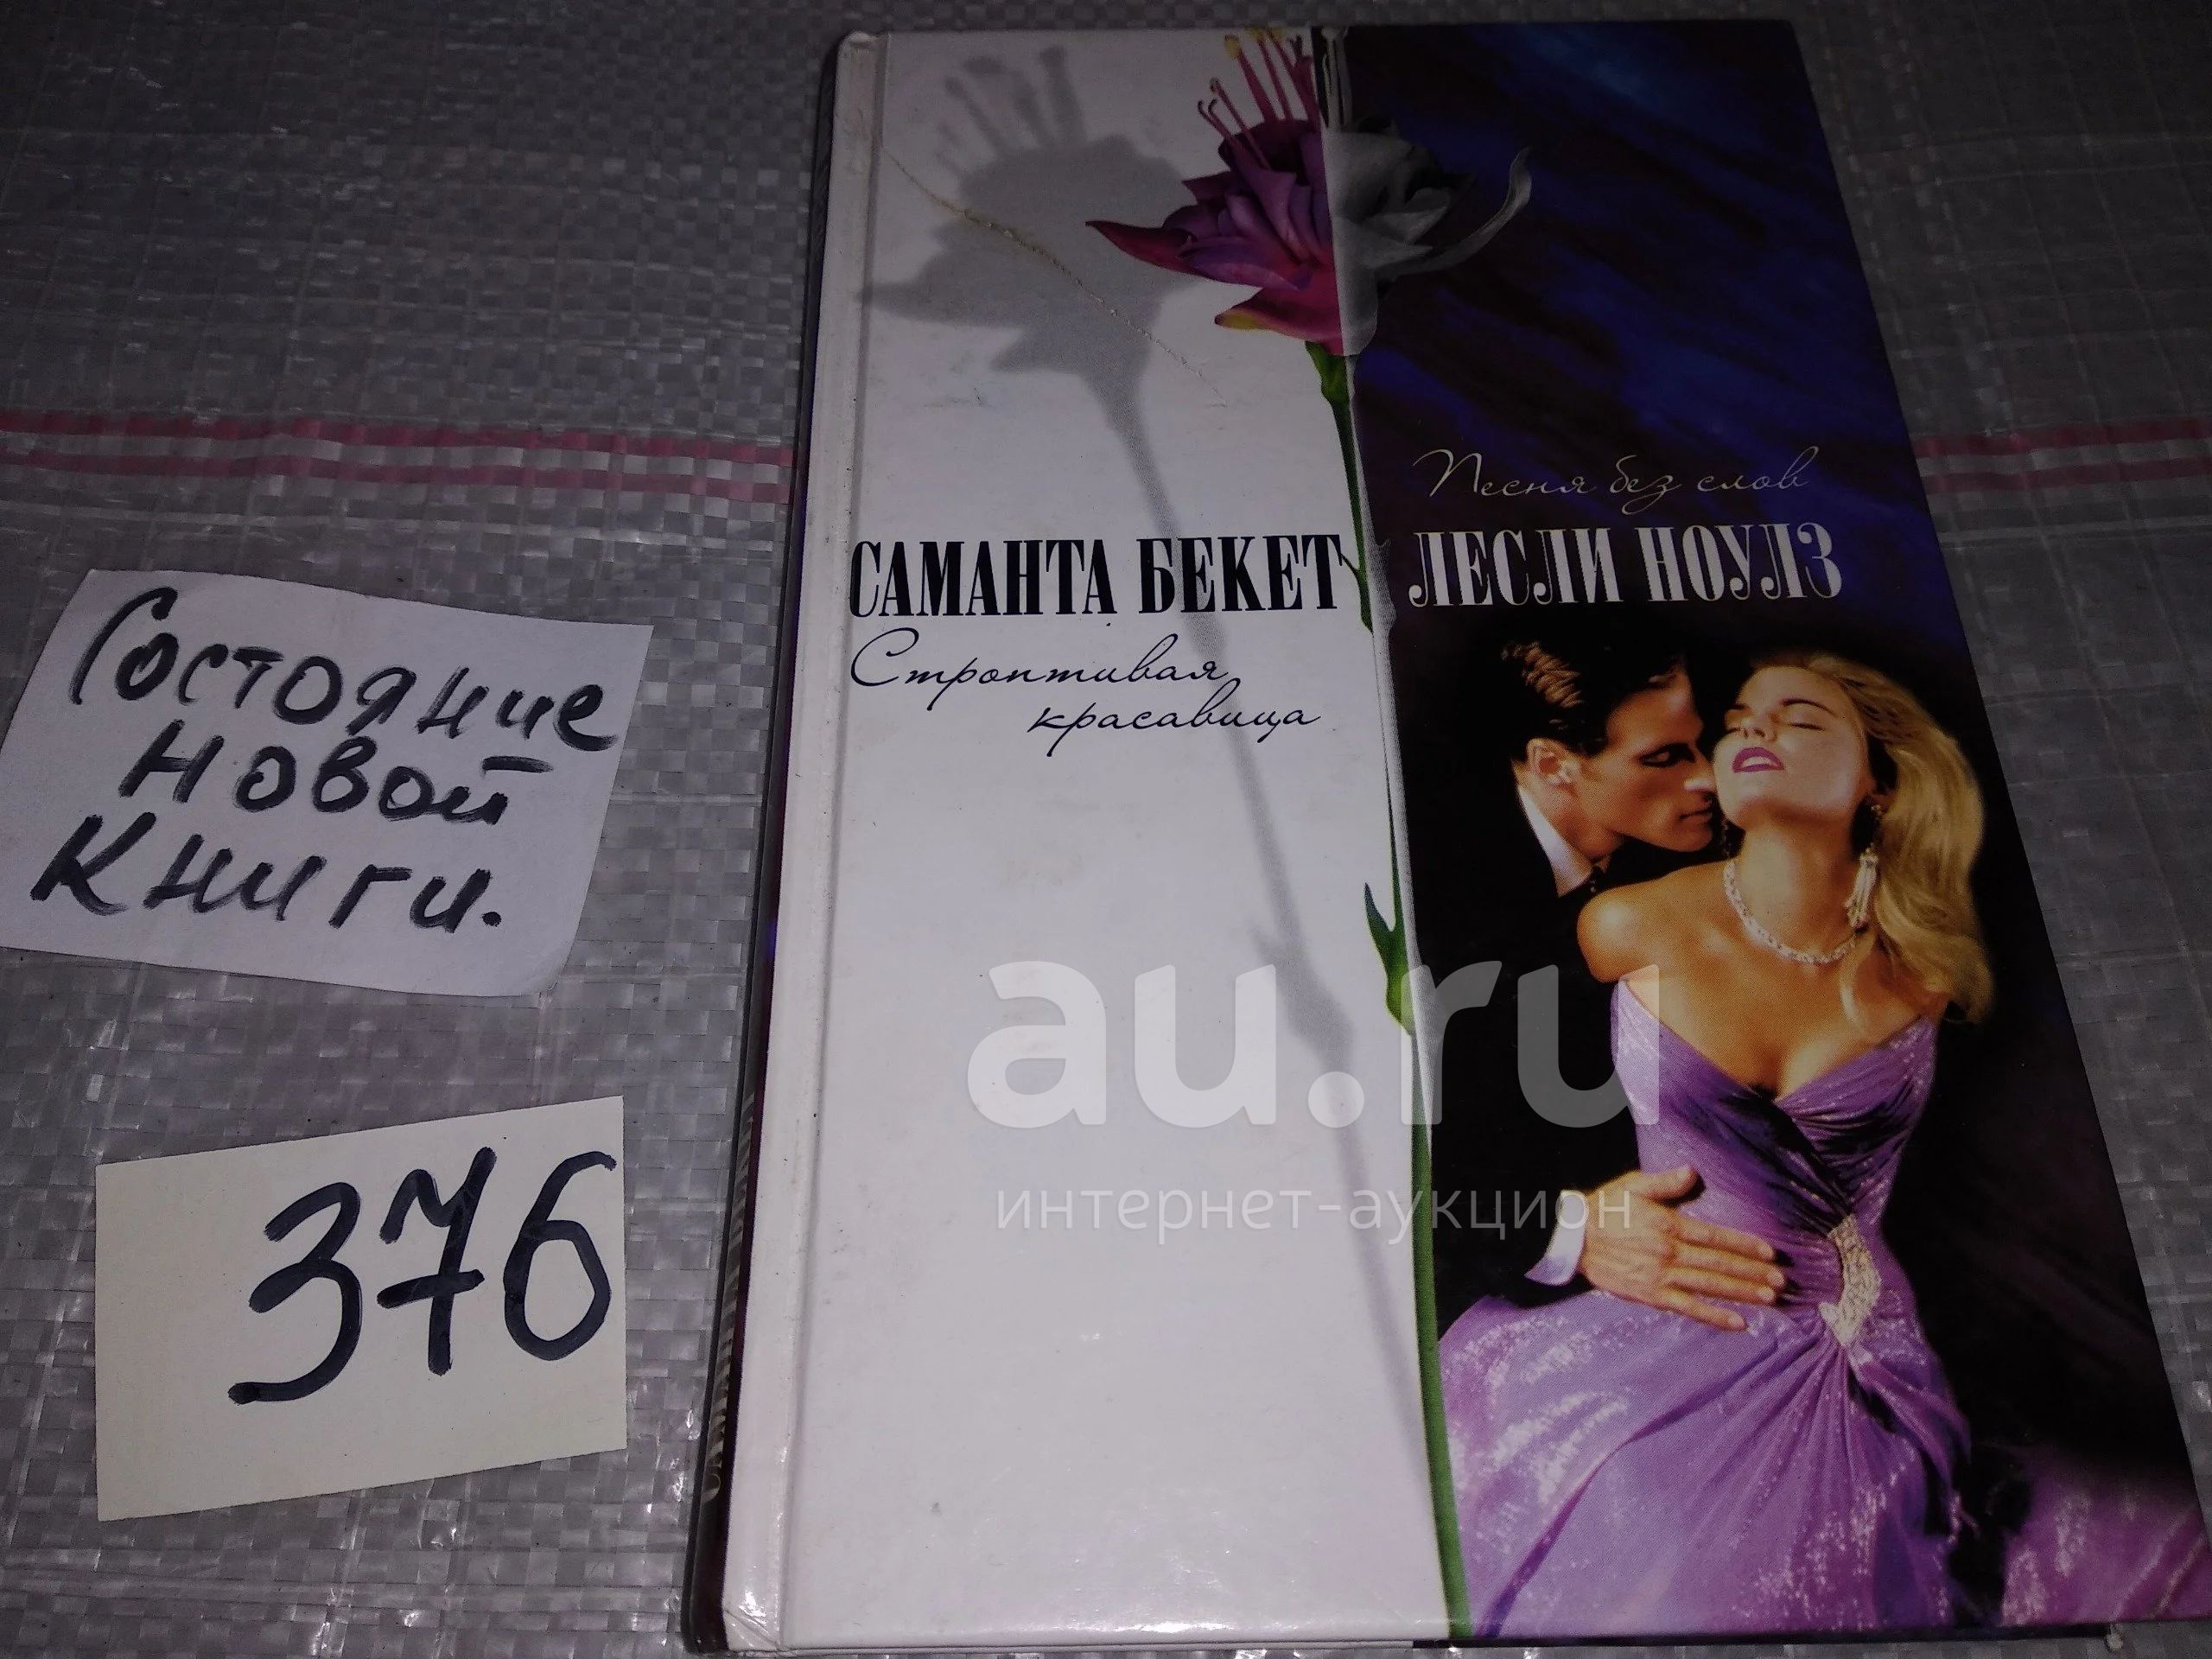 Состояние
новой
книги.
376
САМАНТА БЕКЕТ
Строптивая
красавица
Песня без слов
ЛЕСЛИ НОУЛЗ
au.ru
интернет-аукцион